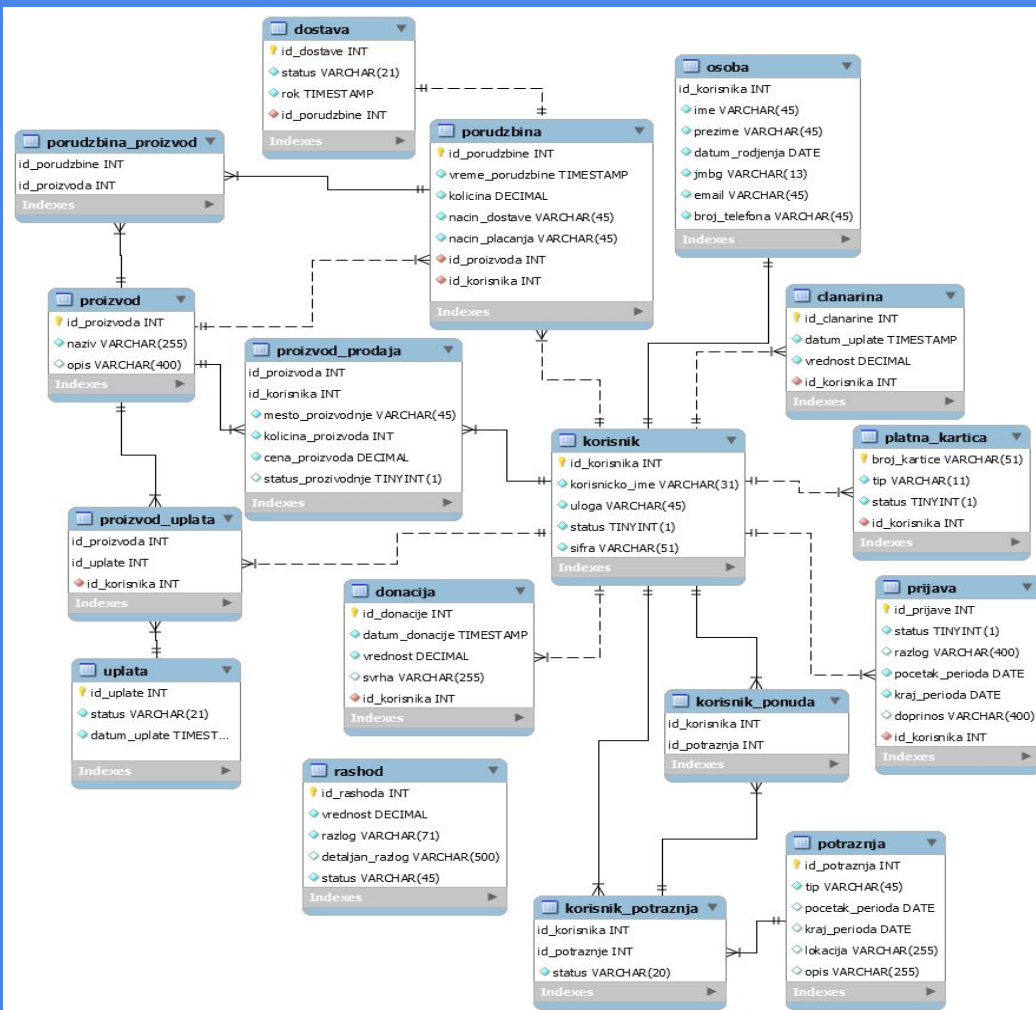 dostava
id_dostave INT
status VARCHAR(21)
rok TIMESTAMP
id_porudzbine INT
Indexes
osoba
id_korisnika INT
ime VARCHAR(45)
prezime VARCHAR(45)
datum_rodjenja DATE
jmbg VARCHAR(13)
email VARCHAR(45)
broj_telefona VARCHAR(45)
Indexes
porudzbina_proizvod
id_porudzbine INT
id_proizvoda INT
Indexes
porudzbina
id_porudzbine INT
vreme_porudzbine TIMESTAMP
kolicina DECIMAL
nacin_dostave VARCHAR(45)
nacin_placanja VARCHAR(45)
id_proizvoda INT
id_korisnika INT
Indexes
proizvod
id_proizvoda INT
naziv VARCHAR(255)
opis VARCHAR(400)
Indexes
clanarina
id_clanarine INT
datum_uplate TIMESTAMP
vrednost DECIMAL
id_korisnika INT
Indexes
proizvod_prodaja
id_proizvoda INT
id_korisnika INT
mesto_proizvodnje VARCHAR(45)
kolicina_proizvoda INT
cena_proizvoda DECIMAL
status_prozivodnje TINYINT(1)
Indexes
korisnik
id_korisnika INT
korisnicko_ime VARCHAR(31)
uloga VARCHAR(45)
status TINYINT(1)
sifra VARCHAR(51)
Indexes
platna_kartica
broj_kartice VARCHAR(51)
tip VARCHAR(11)
status TINYINT(1)
id_korisnika INT
Indexes
proizvod_uplata
id_proizvoda INT
id_uplate INT
id_korisnika INT
Indexes
donacija
id_donacije INT
datum_donacije TIMESTAMP
vrednost DECIMAL
svrha VARCHAR(255)
id_korisnika INT
Indexes
prijava
id_prijave INT
status TINYINT(1)
razlog VARCHAR(400)
pocetak_perioda DATE
kraj_perioda DATE
doprinos VARCHAR(400)
id_korisnika INT
Indexes
uplata
id_uplate INT
status VARCHAR(21)
datum_uplate TIMEST...
Indexes
korisnik_ponuda
id_korisnika INT
id_potraznja INT
Indexes
rashod
id_rashoda INT
vrednost DECIMAL
razlog VARCHAR(71)
detaljan_razlog VARCHAR(500)
status VARCHAR(45)
Indexes
korisnik_potraznja
id_korisnika INT
id_potraznje INT
status VARCHAR(20)
Indexes
potraznja
id_potraznja INT
tip VARCHAR(45)
pocetak_perioda DATE
kraj_perioda DATE
lokacija VARCHAR(255)
opis VARCHAR(255)
Indexes